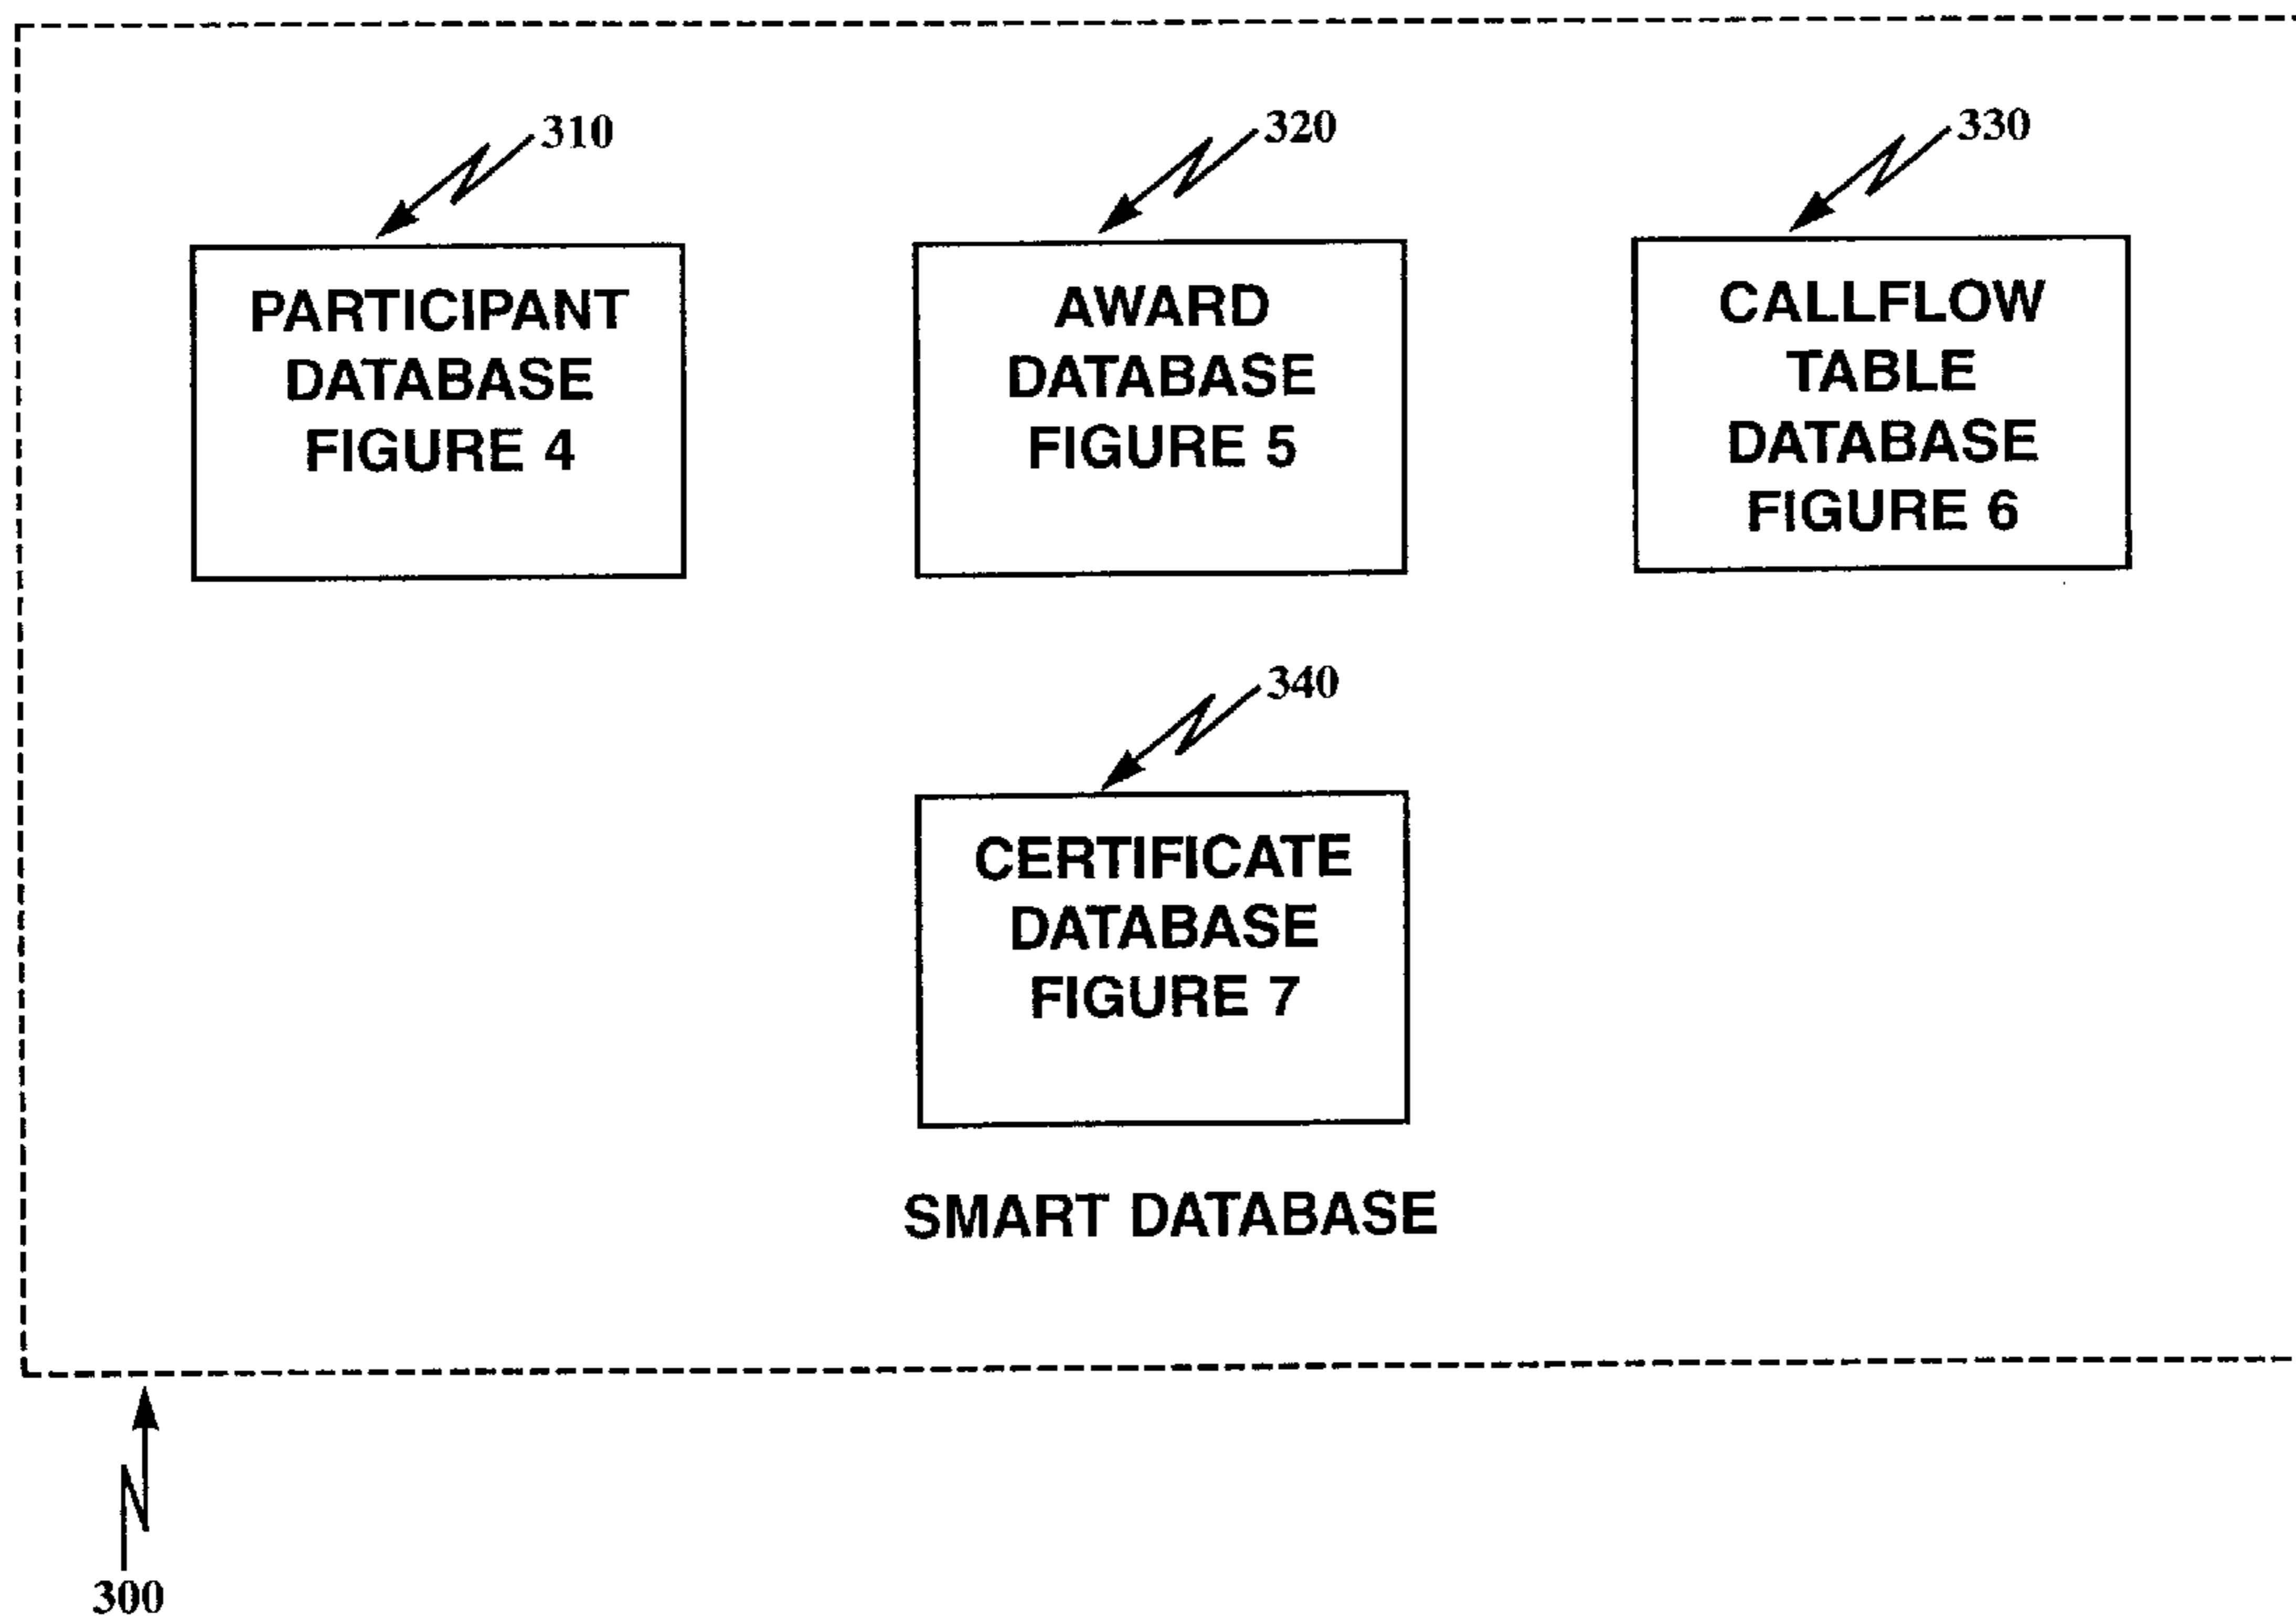 310
320
330
PARTICIPANT
DATABASE
FIGURE 4
AWARD
DATABASE
FIGURE 5
CALLFLOW
TABLE
DATABASE
FIGURE 6
340
CERTIFICATE
DATABASE
FIGURE 7
SMART DATABASE
300